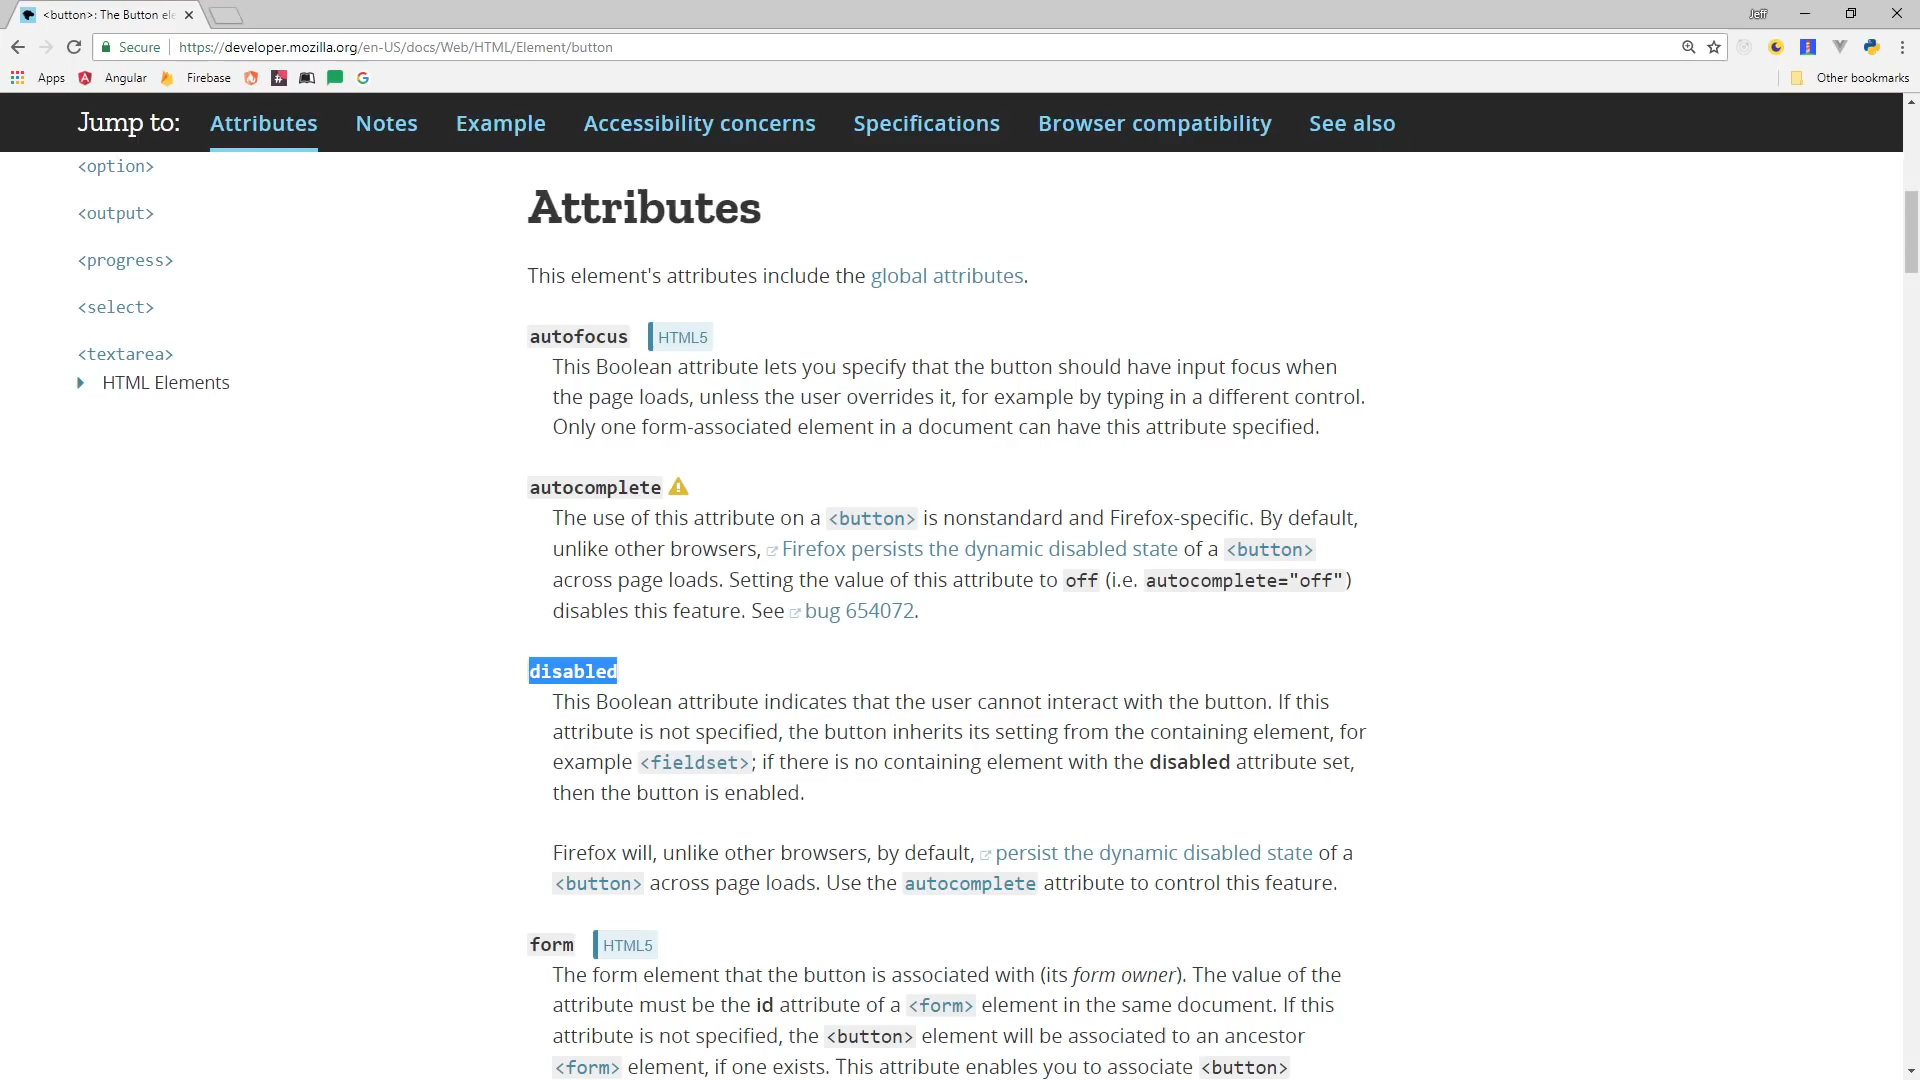 <button>: The Button ele
Jeff
Secure
https://developer.mozilla.org/en-US/docs/Web/HTML/Element/button
Apps
Angular
Firebase
Other bookmarks
Jump to:
Attributes
Notes
Example
Accessibility concerns
Specifications
Browser compatibility
See also
<option>
<output>
<progress>
<select>
<textarea>
HTML Elements
Attributes
This element's attributes include the global attributes.
autofocus HTML5
This Boolean attribute lets you specify that the button should have input focus when
the page loads, unless the user overrides it, for example by typing in a different control.
Only one form-associated element in a document can have this attribute specified.
autocomplete
The use of this attribute on a <button> is nonstandard and Firefox-specific. By default,
unlike other browsers, Firefox persists the dynamic disabled state of a <button>
across page loads. Setting the value of this attribute to off (i.e. autocomplete="off")
disables this feature. See bug 654072.
disabled
This Boolean attribute indicates that the user cannot interact with the button. If this
attribute is not specified, the button inherits its setting from the containing element, for
example <fieldset>; if there is no containing element with the disabled attribute set,
then the button is enabled.
Firefox will, unlike other browsers, by default, persist the dynamic disabled state of a
<button> across page loads. Use the autocomplete attribute to control this feature.
form HTML5
The form element that the button is associated with (its form owner). The value of the
attribute must be the id attribute of a <form> element in the same document. If this
attribute is not specified, the <button> element will be associated to an ancestor
<form> element, if one exists. This attribute enables you to associate <button>